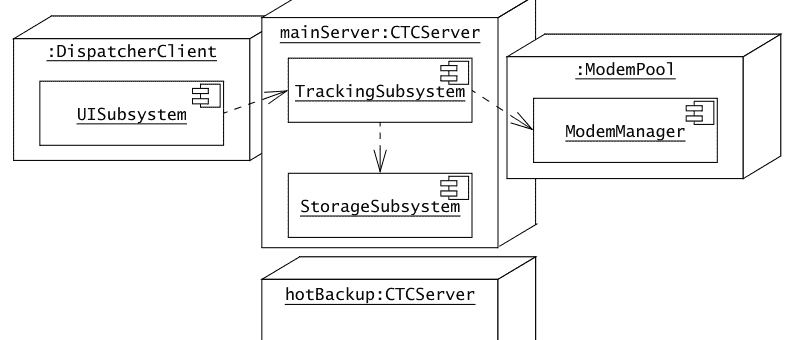 mainServer:CTCServer
:DispatcherClient
:ModemPool
TrackingSubsystem
UISubsystem
ModemManager
StorageSubsystem
hotBackup:CTCServer